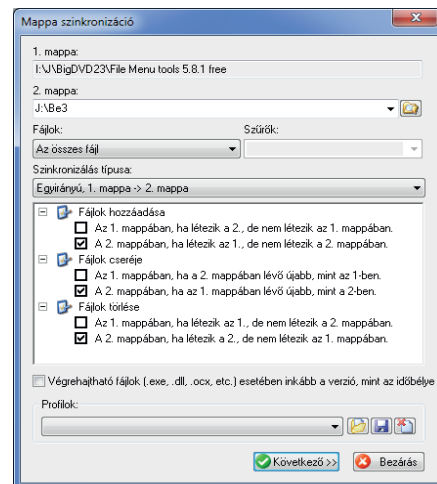 Mappa szinkronizáció
1. mappa:
I:\J\BigDVD23\File Menu tools 5.8.1 free
2. mappa:
J:\Be3
Fájlok: Szűrők:
Az összes fájl
Szinkronizálás típusa:
Egyirányú, 1. mappa -> 2. mappa
Fájlok hozzáadása
Az 1. mappában, ha létezik a 2., de nem létezik az 1. mappában.
A 2. mappában, ha létezik az 1., de nem létezik a 2. mappában.
Fájlok cseréje
Az 1. mappában, ha a 2. mappában lévő újabb, mint az 1-ben.
A 2. mappában, ha az 1. mappában lévő újabb, mint a 2-ben.
Fájlok törlése
Az 1. mappában, ha létezik az 1., de nem létezik a 2. mappában.
A 2. mappában, ha létezik a 2., de nem létezik az 1. mappában.
Végrehajtható fájlok (.exe, .dll, .ocx, etc.) esetében inkább a verzió, mint az időbélye
Profilok:
Következő >> Bezárás